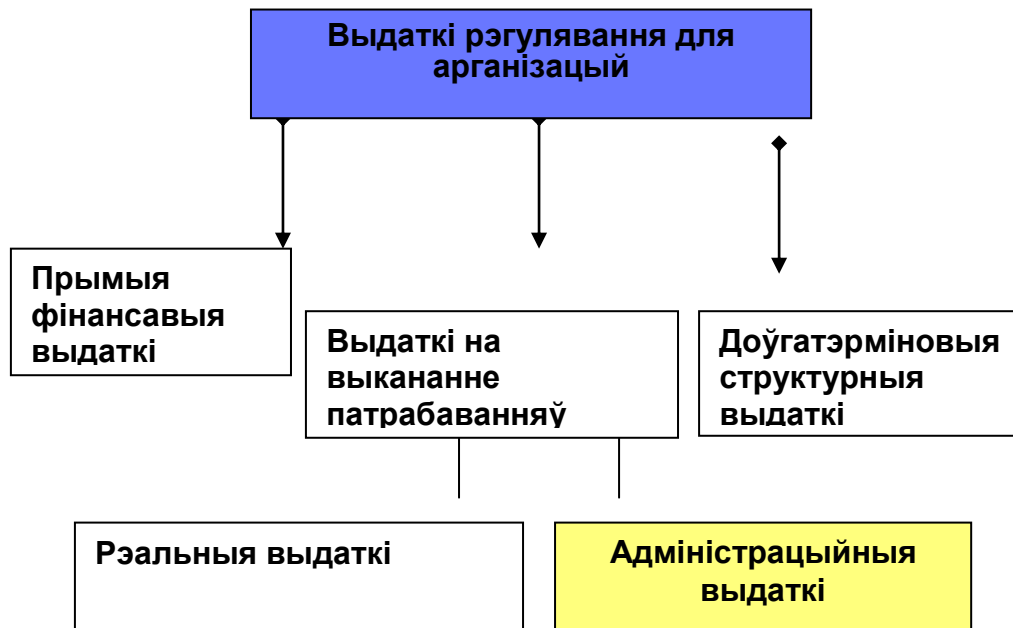 Выдаткі рэгулявання для
арганізацый
Прымыя
фінансавыя
выдаткі
Выдаткі на
выкананне
патрабаванняў
Доўгатэрміновыя
структурныя
выдаткі
Рэальныя выдаткі
Адміністрацыйныя
выдаткі